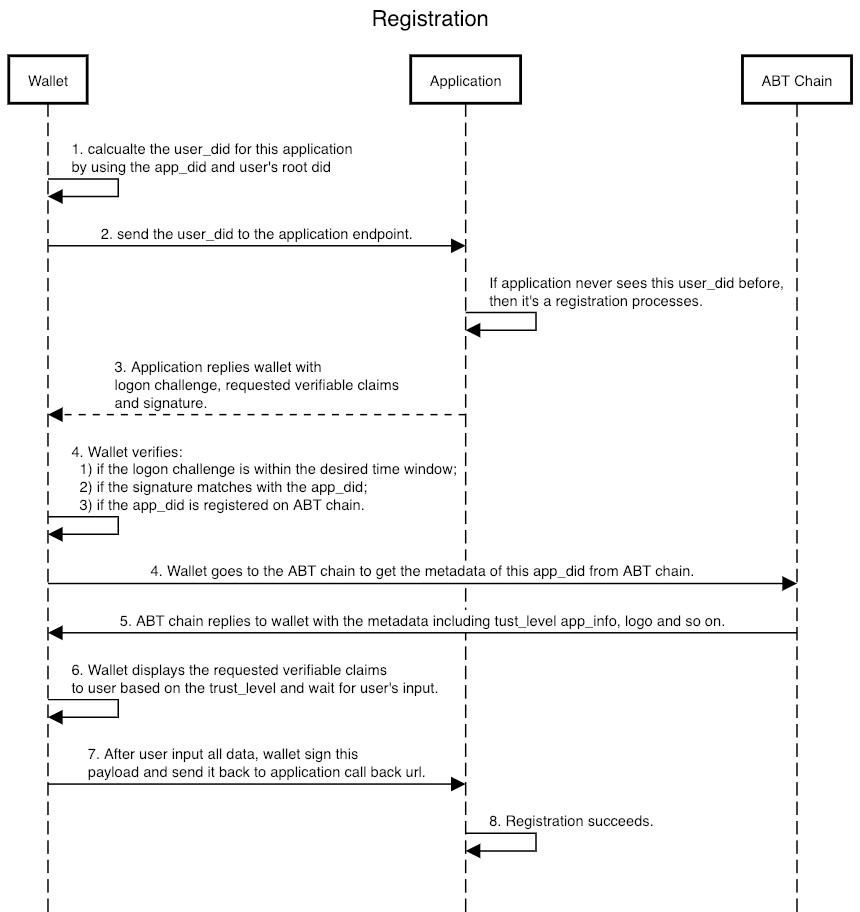 Registration
Wallet
Application
ABT Chain
1. calcualte the user_did for this application
by using the app_did and user's root did
2. send the user_did to the application endpoint.
If application never sees this user_did before,
then it's a registration processes.
3. Application replies wallet with
logon challenge, requested verifiable claims
and signature.
4. Wallet verifies:
1) if the logon challenge is within the desired time window;
2) if the signature matches with the app_did;
3) if the app_did is registered on ABT chain.
4. Wallet goes to the ABT chain to get the metadata of this app_did from ABT chain.
5. ABT chain replies to wallet with the metadata including tust_level app_info, logo and so on.
6. Wallet displays the requested verifiable claims
to user based on the trust_level and wait for user's input.
7. After user input all data, wallet sign this
payload and send it back to application call back url.
8. Registration succeeds.